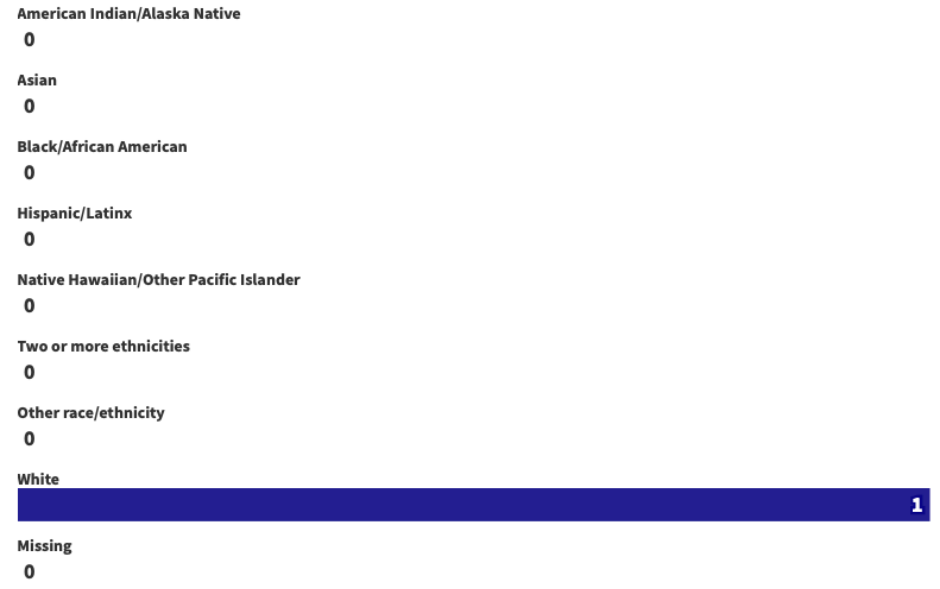 American Indian/Alaska Native
0
Asian
0
Black/African American
0
Hispanic/Latinx
0
Native Hawaiian/Other Pacific Islander
0
Two or more ethnicities
0
Other race/ethnicity
0
White
1
Missing
0